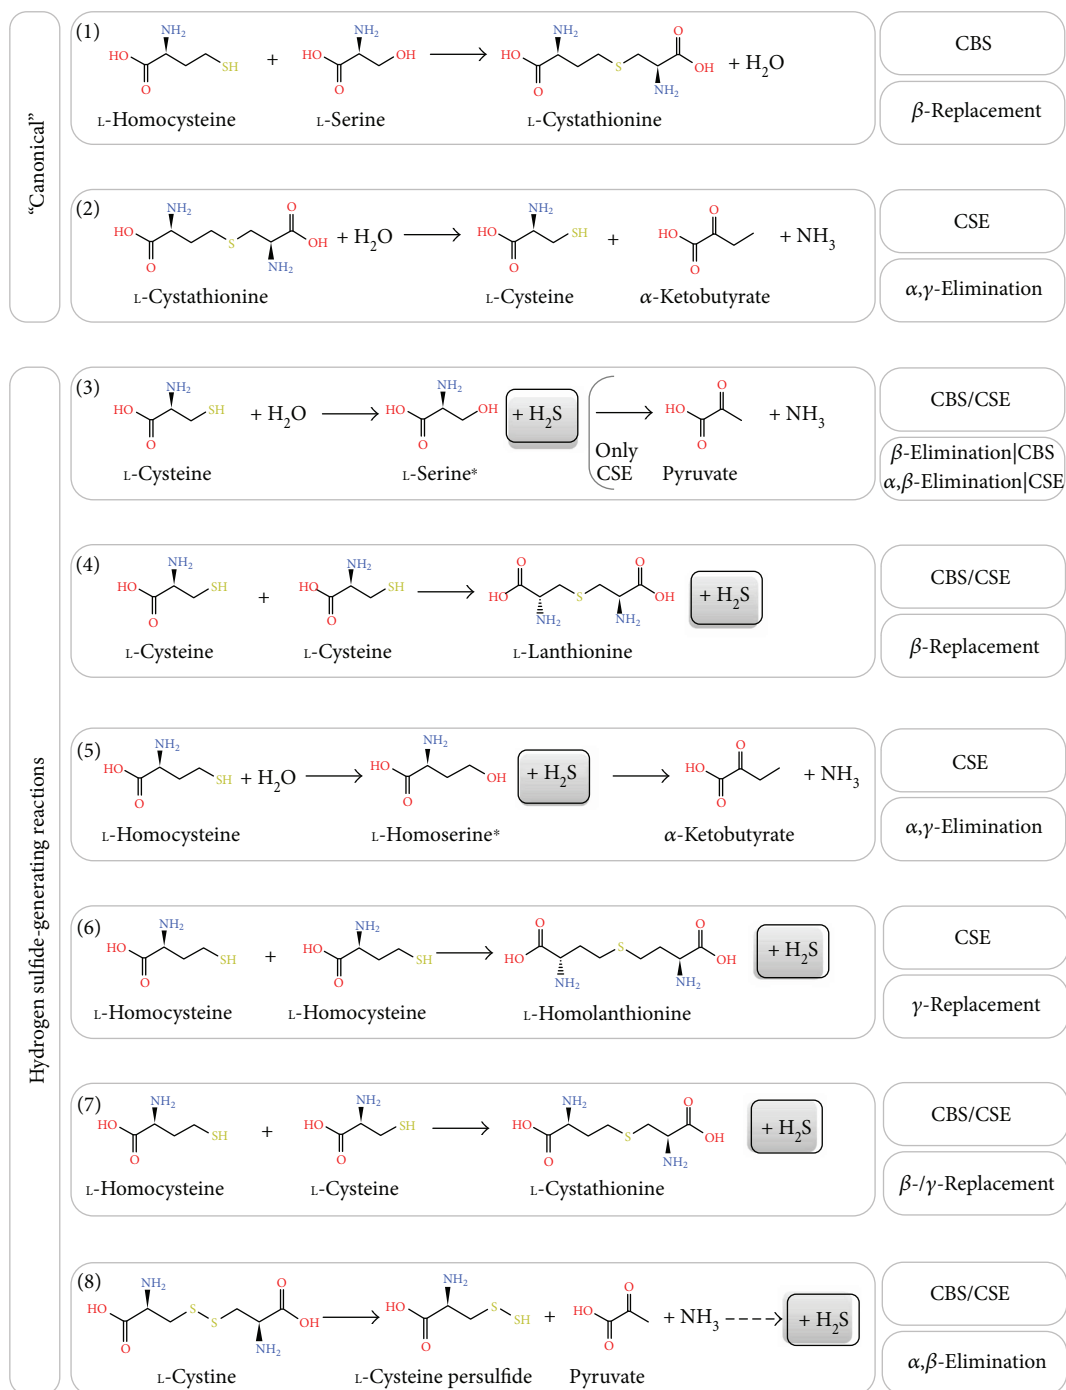 “Canonical”
(1)
NH2
HO
O
SH
+
NH2
HO
OH
O
NH2
HO
O
S
O
OH
NH2
+ H2O
L-Homocysteine
L-Serine
L-Cystathionine
CBS
β-Replacement
(2)
NH2
HO
O
S
O
OH
NH2
+ H2O
NH2
HO
O
SH
+
O
HO
O
+ NH3
L-Cystathionine
L-Cysteine
α-Ketobutyrate
CSE
α,γ-Elimination
Hydrogen sulfide-generating reactions
(3)
NH2
HO
O
SH
+ H2O
NH2
HO
OH
O
+ H2S
Only
CSE
O
HO
O
+ NH3
L-Cysteine
L-Serine*
Pyruvate
CBS/CSE
β-Elimination|CBS
α,β-Elimination|CSE
(4)
NH2
HO
O
SH
+
NH2
HO
O
SH
O
HO
NH2
S
O
OH
NH2
+ H2S
L-Cysteine
L-Cysteine
L-Lanthionine
CBS/CSE
β-Replacement
(5)
NH2
HO
O
SH
+ H2O
NH2
HO
O
OH
+ H2S
O
HO
O
+ NH3
L-Homocysteine
L-Homoserine*
α-Ketobutyrate
CSE
α,γ-Elimination
(6)
NH2
HO
O
SH
+
NH2
HO
O
SH
O
HO
NH2
S
O
OH
NH2
+ H2S
L-Homocysteine
L-Homocysteine
L-Homolanthionine
CSE
γ-Replacement
(7)
NH2
HO
O
SH
+
NH2
HO
O
SH
NH2
HO
O
S
O
OH
NH2
+ H2S
L-Homocysteine
L-Cysteine
L-Cystathionine
CBS/CSE
β-/γ-Replacement
(8)
NH2
HO
O
S
S
O
OH
NH2
NH2
HO
O
S
SH
+
O
HO
O
+ NH3
+ H2S
L-Cystine
L-Cysteine persulfide
Pyruvate
CBS/CSE
α,β-Elimination